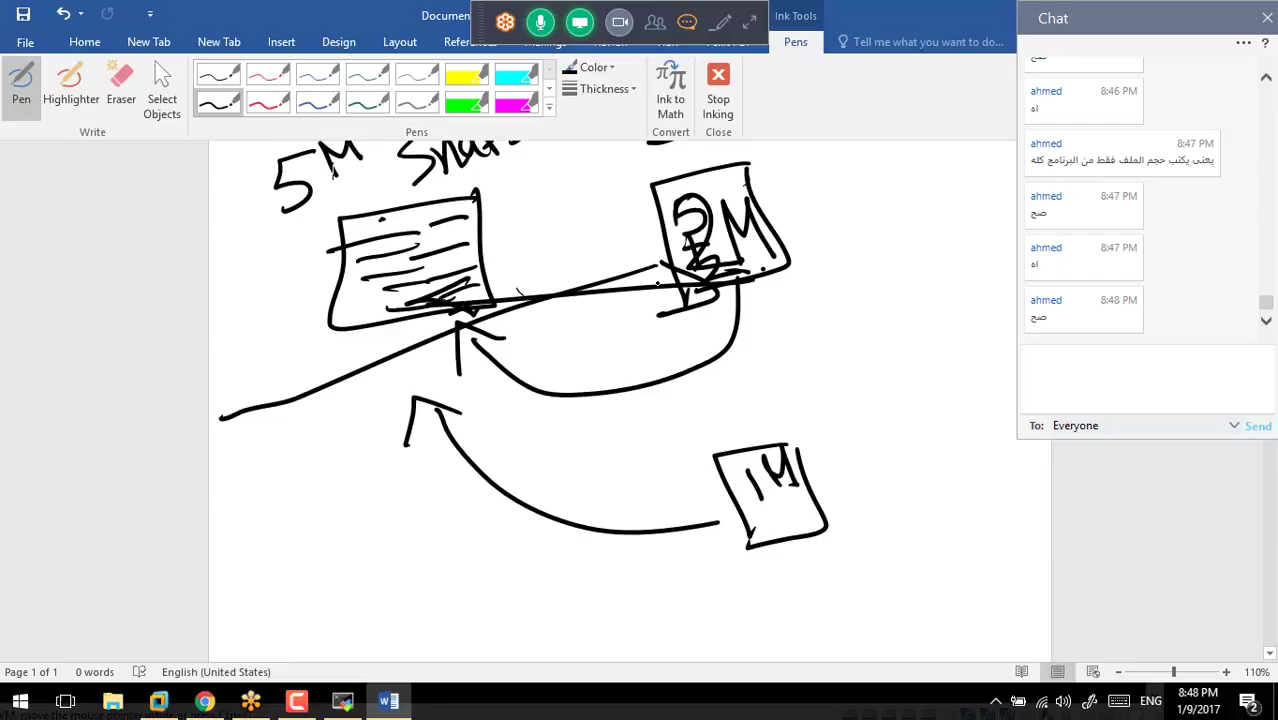 Documen
Ink Tools
Chat
File
Home
New Tab
New Tab
Insert
Design
Layout
References
Pens
Tell me what you want to do...
Pen
Highlighter
Eraser
Select Objects
Color
Thickness
Ink to Math
Stop Inking
Write
Pens
Convert
Close
ahmed 8:46 PM
اه
ahmed 8:47 PM
يعنى يكتب حجم الملف فقط من البرنامج كله
ahmed 8:47 PM
صح
ahmed 8:47 PM
اه
ahmed 8:48 PM
صح
To: Everyone
Send
5M
2M
1M
Page 1 of 1
0 words
English (United States)
110%
ENG
8:48 PM
1/9/2017
2